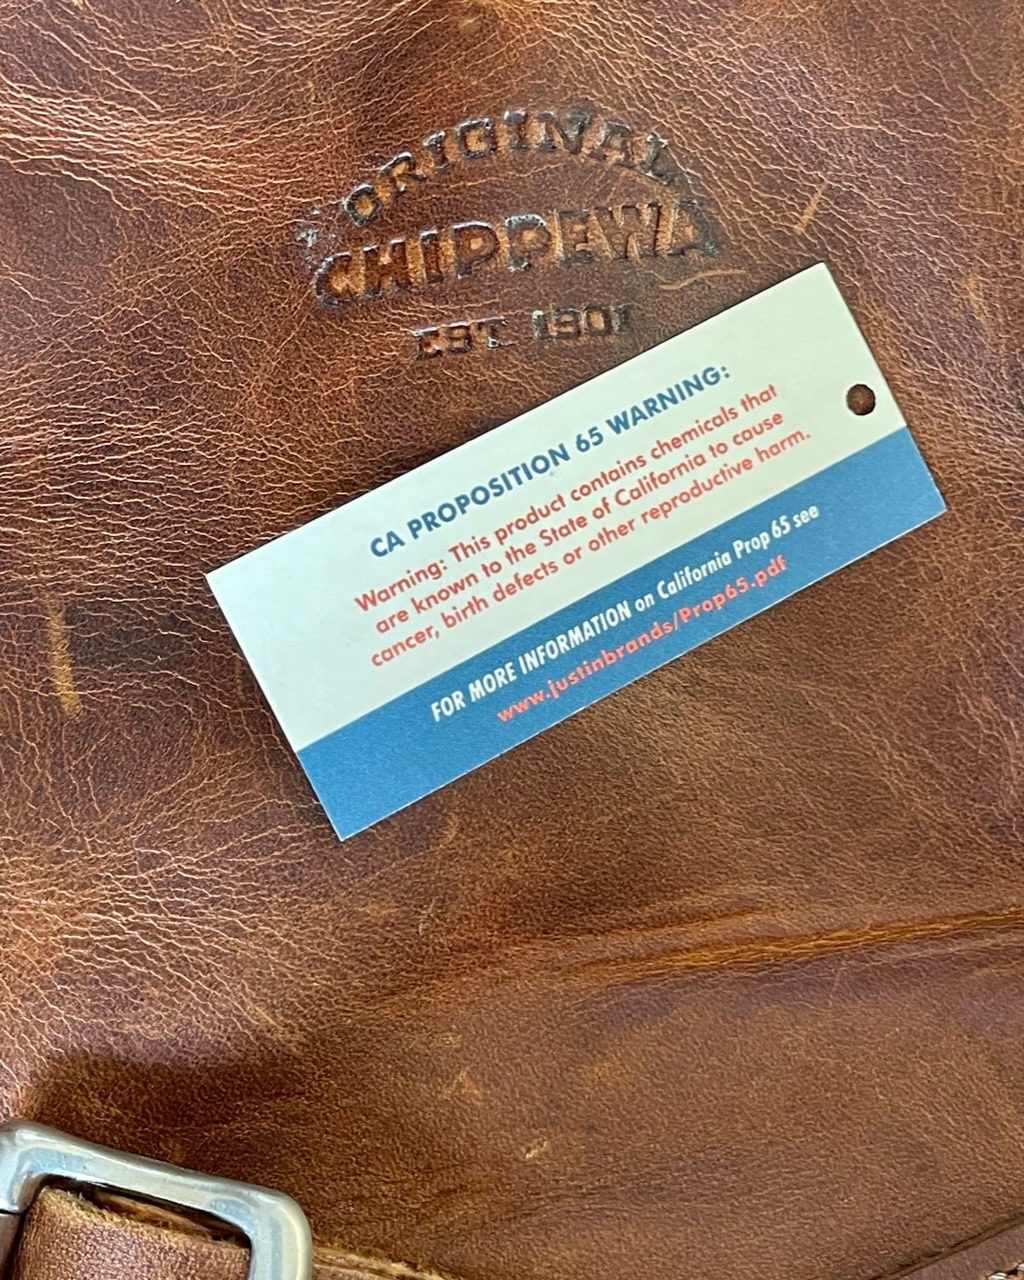 ORIGINAL
CHIPPEWA
EST. 1901
CA PROPOSITION 65 WARNING:
Warning: This product contains chemicals that
are known to the State of California to cause
cancer, birth defects or other reproductive harm.
FOR MORE INFORMATION on California Prop 65 see
www.justinbrands/Prop65.pdf